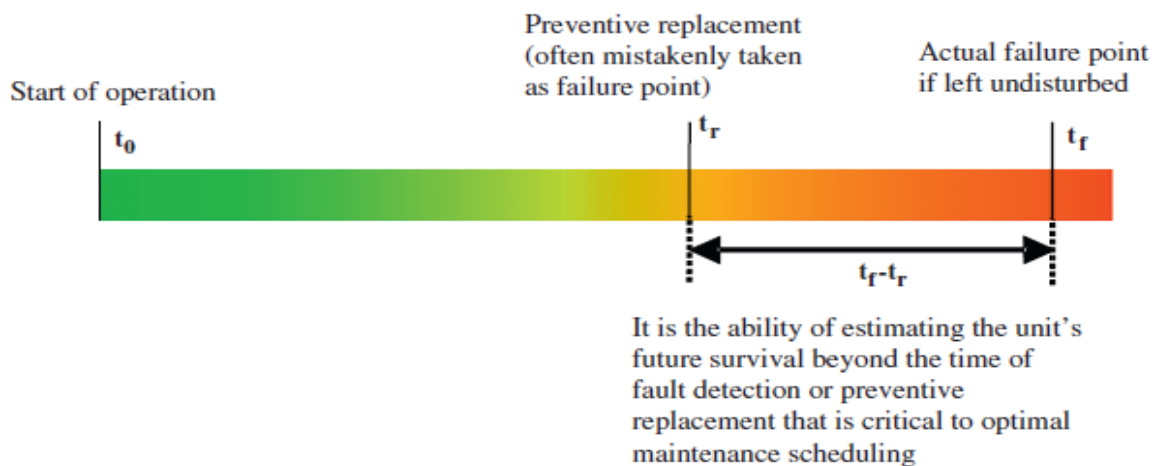 Preventive replacement
(often mistakenly taken
as failure point)
Actual failure point
if left undisturbed
Start of operation
t₀
tᵣ
t_f
t_f-tᵣ
It is the ability of estimating the unit's
future survival beyond the time of
fault detection or preventive
replacement that is critical to optimal
maintenance scheduling